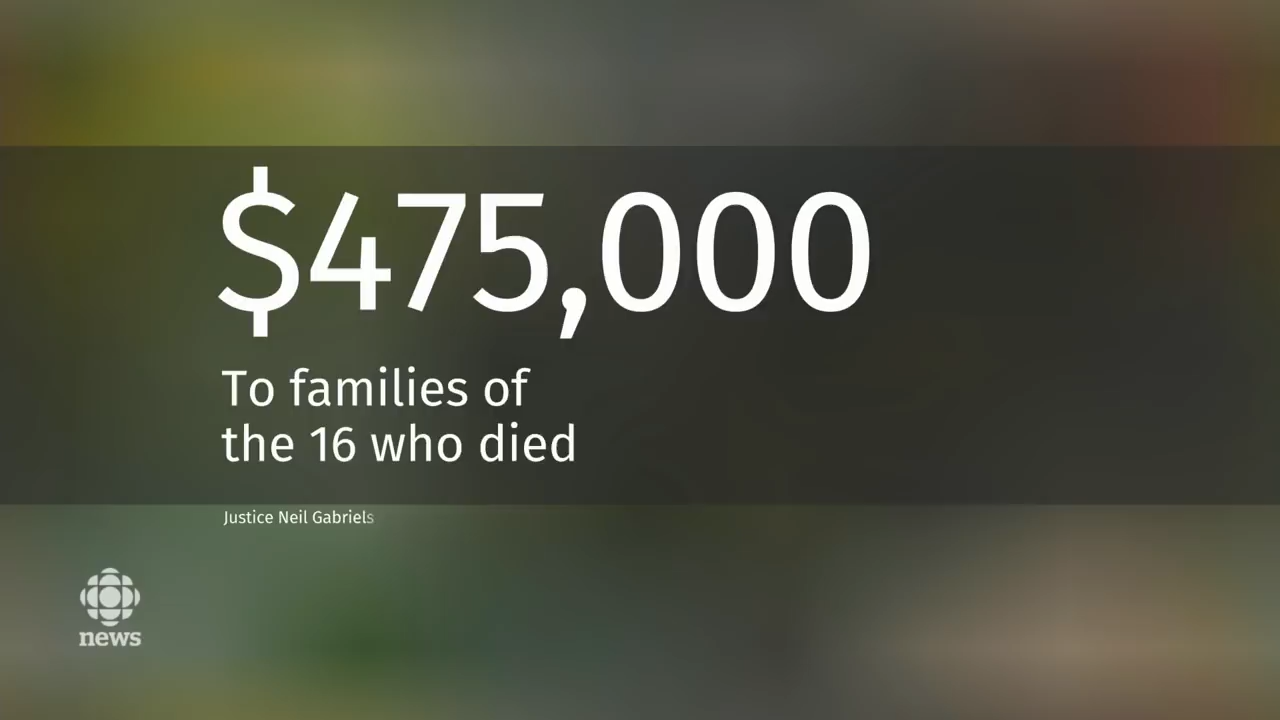 $475,000
To families of
the 16 who died
Justice Neil Gabriels
news